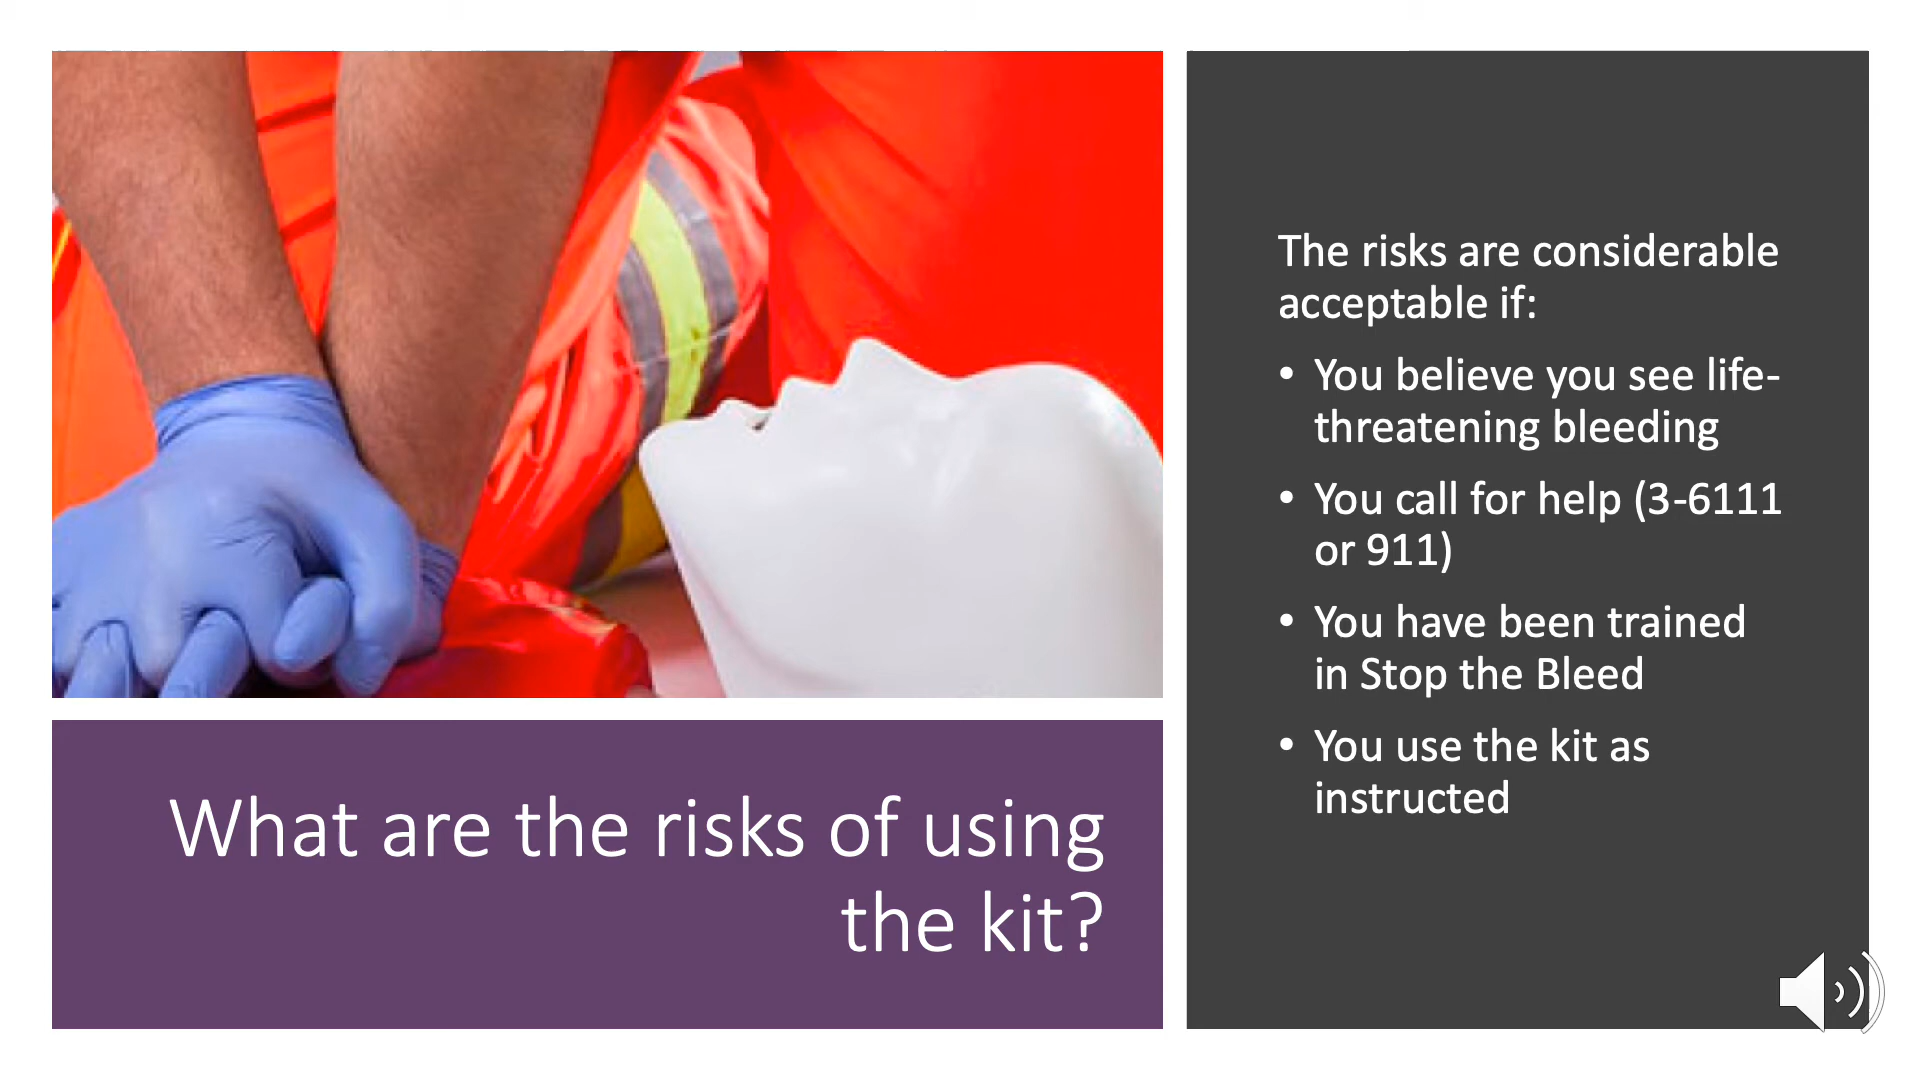 What are the risks of using
the kit?
The risks are considerable
acceptable if:
• You believe you see life-
threatening bleeding
• You call for help (3-6111
or 911)
• You have been trained
in Stop the Bleed
• You use the kit as
instructed